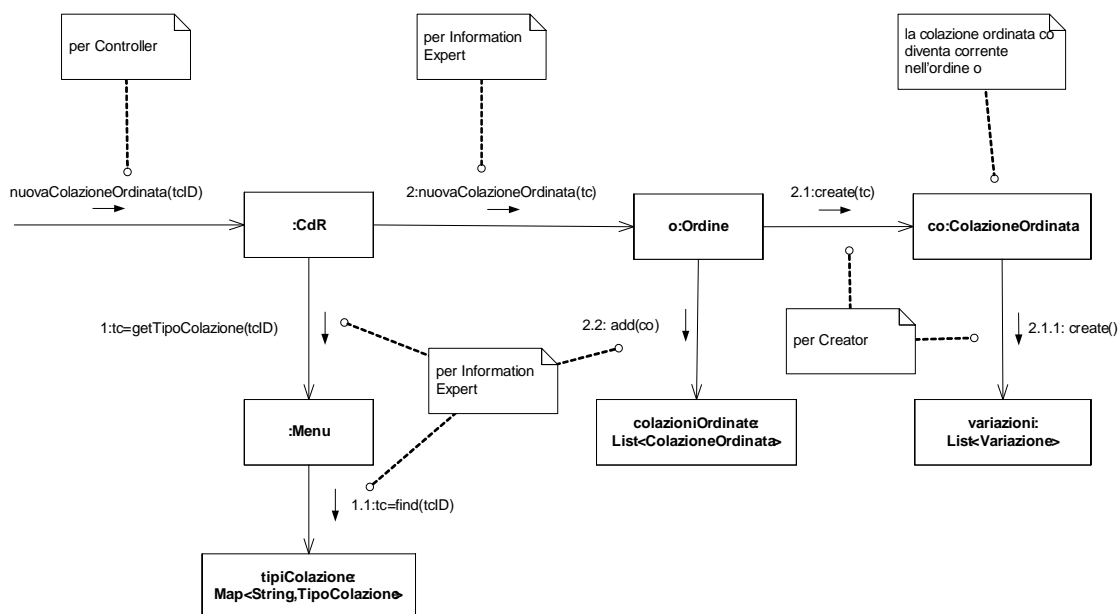 per Controller
per Information
Expert
la colazione ordinata co
diventa corrente
nell'ordine o
nuovaColazioneOrdinata(tcID)
2:nuovaColazioneOrdinata(tc)
2.1:create(tc)
:CdR
o:Ordine
co:ColazioneOrdinata
1:tc=getTipoColazione(tcID)
2.2: add(co)
2.1.1: create()
per Creator
per Information
Expert
:Menu
colazioniOrdinate:
List<ColazioneOrdinata>
variazioni:
List<Variazione>
1.1:tc=find(tcID)
tipiColazione:
Map<String,TipoColazione>